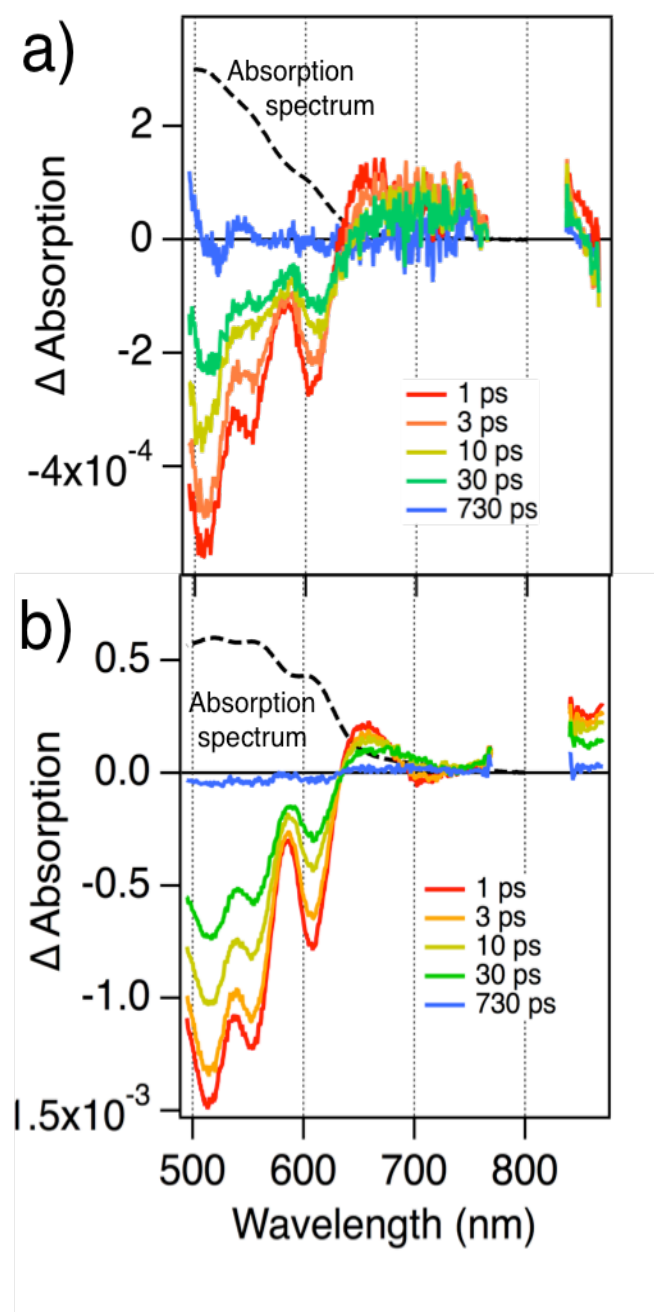 a)
Absorption
spectrum
2
0
-2
-4x10⁻⁴
Δ Absorption
1 ps
3 ps
10 ps
30 ps
730 ps
b)
0.5
0.0
-0.5
-1.0
1.5x10⁻³
Δ Absorption
Absorption
spectrum
1 ps
3 ps
10 ps
30 ps
730 ps
500 600 700 800
Wavelength (nm)